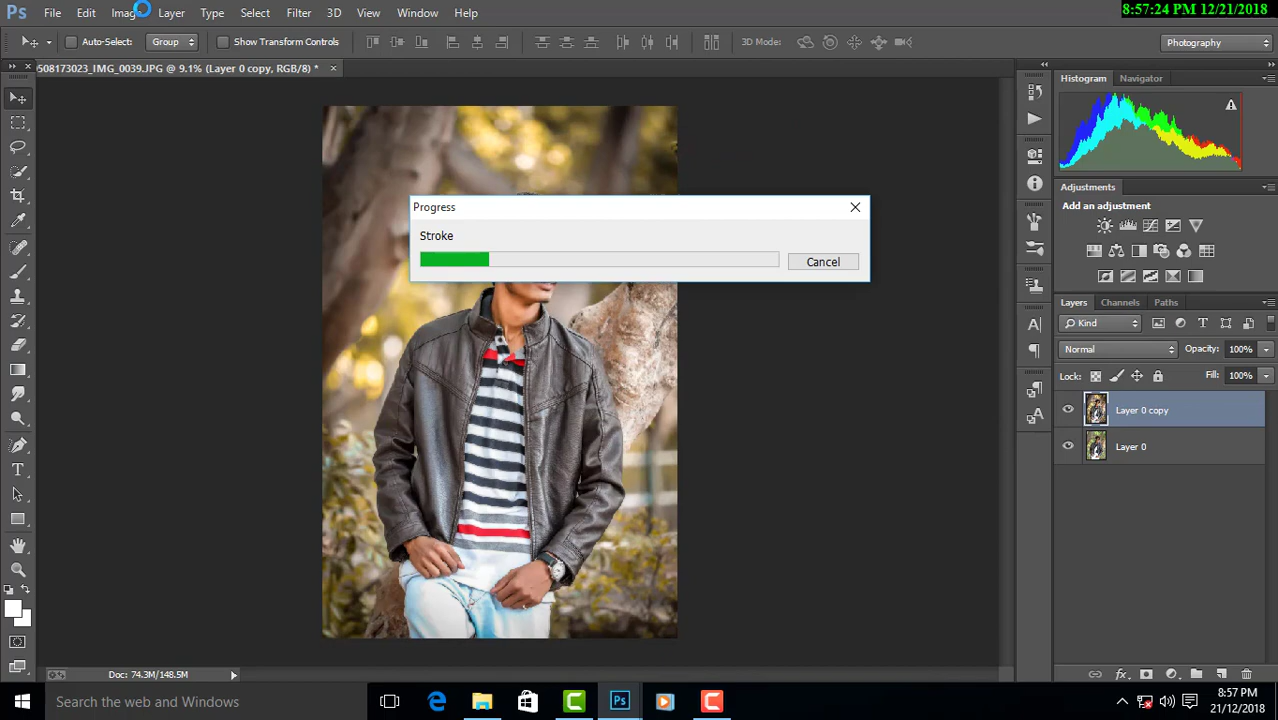 Ps File Edit Imag Layer Type Select Filter 3D View Window Help
8:57:24 PM 12/21/2018
Auto-Select: Group Show Transform Controls 3D Mode: Photography
508173023_IMG_0039.JPG @ 9.1% (Layer 0 copy, RGB/8) *
Histogram Navigator
Progress
Stroke
Cancel
Adjustments
Add an adjustment
Layers Channels Paths
Kind
Normal Opacity: 100%
Lock: Fill: 100%
Layer 0 copy
Layer 0
Doc: 74.3M/148.5M
Search the web and Windows
Ps
8:57 PM
21/12/2018